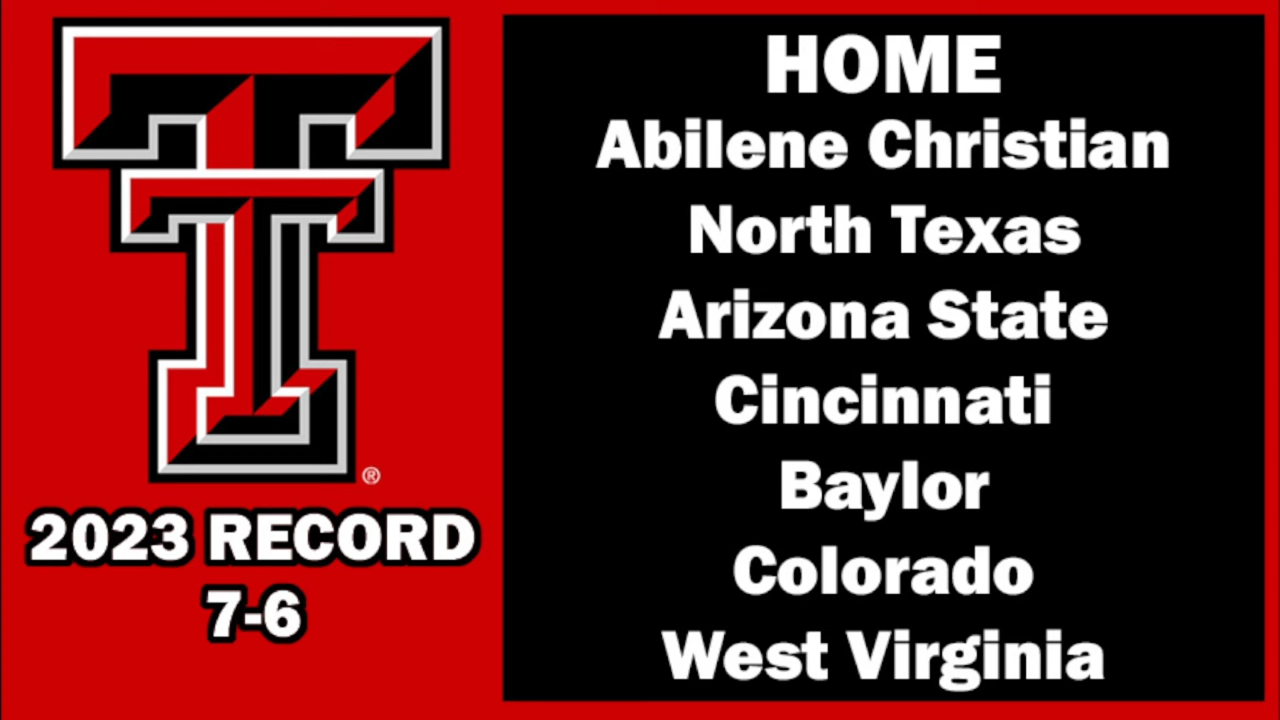 ®
2023 RECORD
7-6
HOME
Abilene Christian
North Texas
Arizona State
Cincinnati
Baylor
Colorado
West Virginia